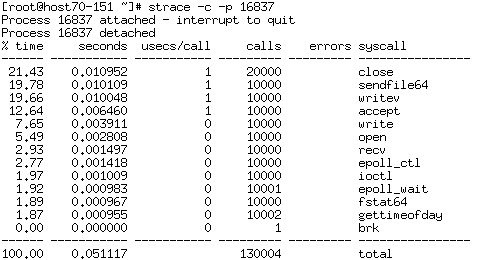 [root@host70-151 ]# strace -c -p 16837
Process 16837 attached - interrupt to quit
Process 16837 detached
% time     seconds  usecs/call     calls    errors syscall
------ ----------- ----------- --------- --------- ----------------
 21.43    0.010952           1     20000           close
 19.78    0.010109           1     10000           sendfile64
 19.66    0.010048           1     10000           writev
 12.64    0.006460           1     10000           accept
  7.65    0.003911           0     10000           write
  5.49    0.002808           0     10000           open
  2.93    0.001497           0     10000           recv
  2.77    0.001418           0     10000           epoll_ctl
  1.97    0.001009           0     10000           ioctl
  1.92    0.000983           0     10001           epoll_wait
  1.89    0.000967           0     10000           fstat64
  1.87    0.000955           0     10002           gettimeofday
  0.00    0.000000           0         1           brk
------ ----------- ----------- --------- --------- ----------------
100.00    0.051117                130004           total